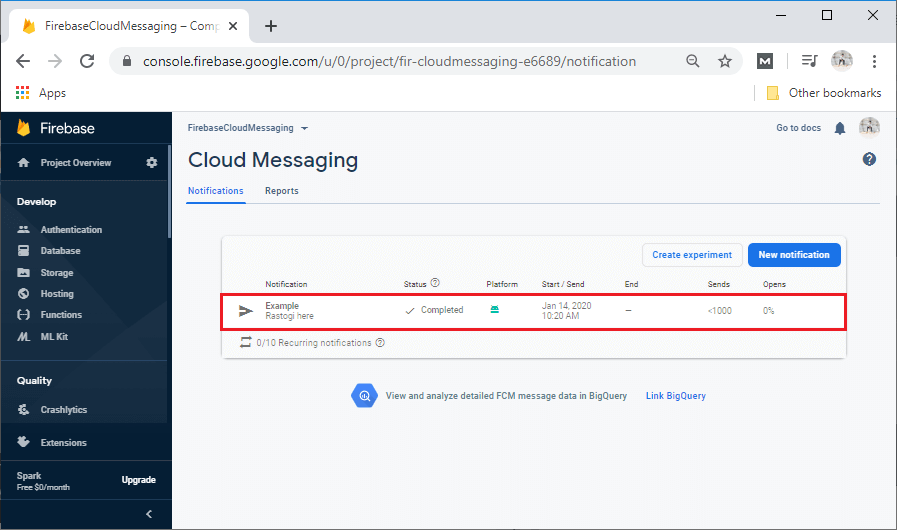 FirebaseCloudMessaging – Comp
console.firebase.google.com/u/0/project/fir-cloudmessaging-e6689/notification
Apps
Other bookmarks
Firebase
FirebaseCloudMessaging
Go to docs
Project Overview
Cloud Messaging
Notifications Reports
Develop
Authentication
Database
Storage
Hosting
Functions
ML Kit
Quality
Crashlytics
Extensions
Spark
Free $0/month
Upgrade
Create experiment New notification
Notification Status Platform Start / Send End Sends Opens
Example
Rastogi here
Completed
Jan 14, 2020
10:20 AM
– <1000 0%
0/10 Recurring notifications
View and analyze detailed FCM message data in BigQuery Link BigQuery